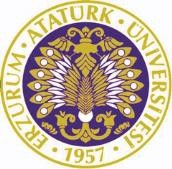 ERZURUM · ATATÜRK · ÜNİVERSİTESİ
· 1957 ·